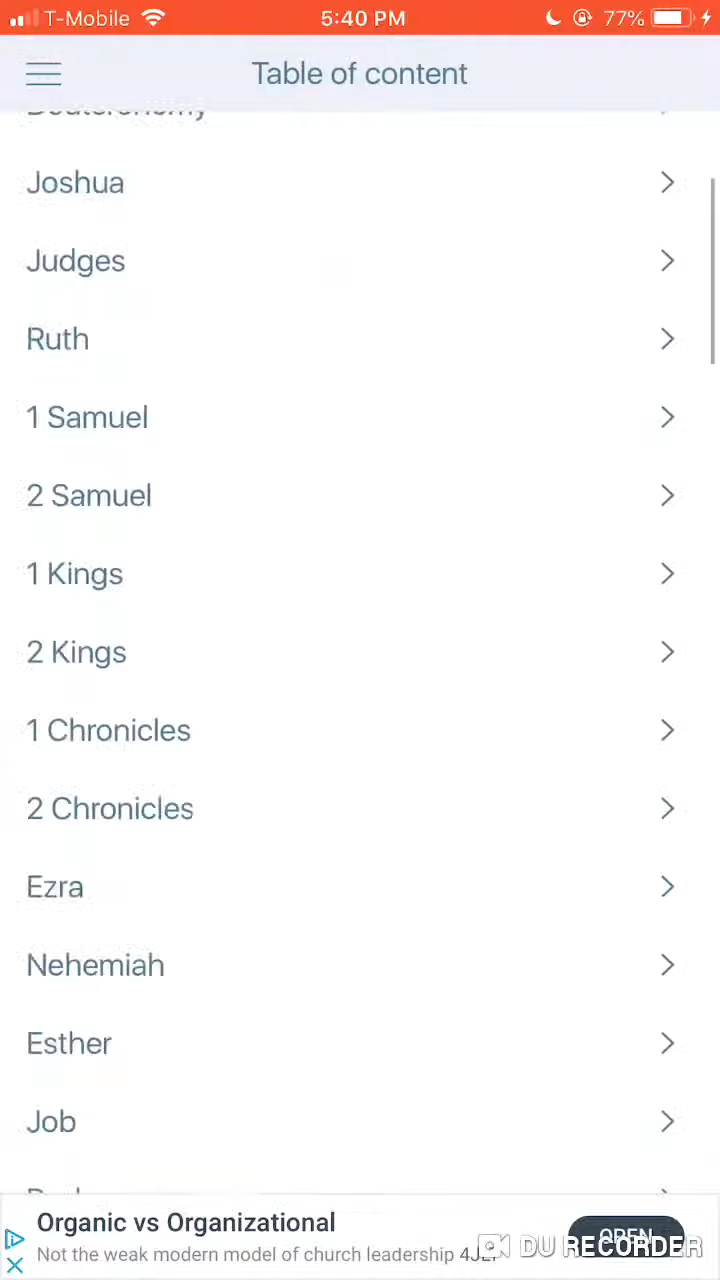 T-Mobile 5:40 PM 77%
Table of content
Deuteronomy
Joshua
Judges
Ruth
1 Samuel
2 Samuel
1 Kings
2 Kings
1 Chronicles
2 Chronicles
Ezra
Nehemiah
Esther
Job
Organic vs Organizational
OPEN
Not the weak modern model of church leadership
DU RECORDER